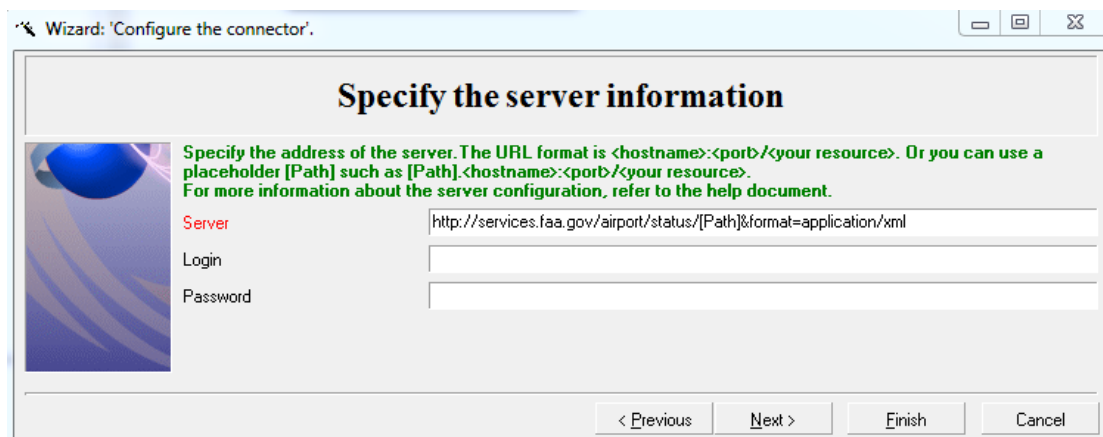 Wizard: 'Configure the connector'.
Specify the server information
Specify the address of the server.The URL format is <hostname>:<port>/<your resource>. Or you can use a
placeholder [Path] such as [Path].<hostname>:<port>/<your resource>.
For more information about the server configuration, refer to the help document.
Server http://services.faa.gov/airport/status/[Path]&format=application/xml
Login
Password
< Previous Next > Finish Cancel